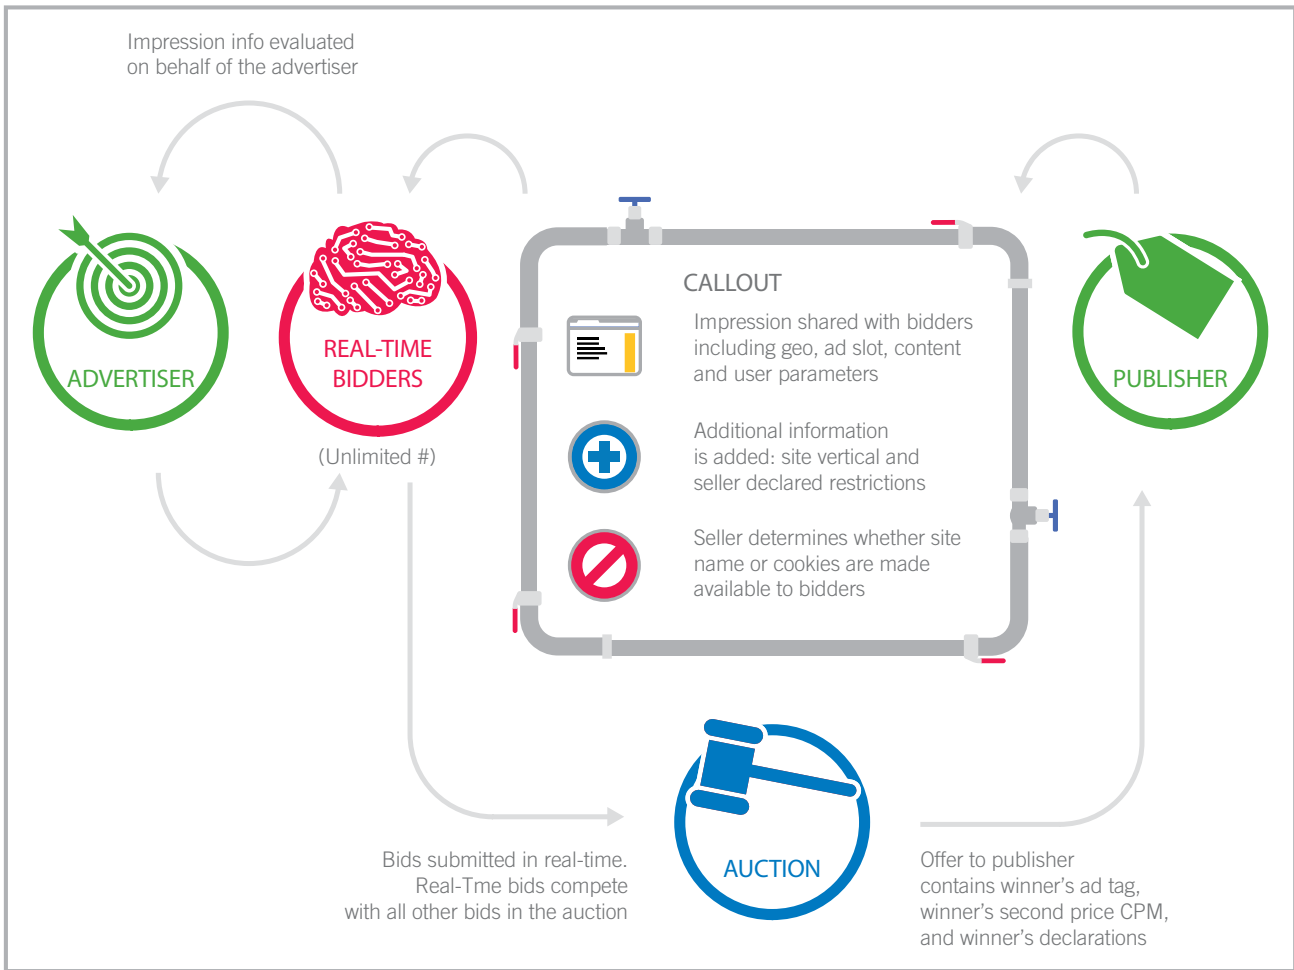 Impression info evaluated
on behalf of the advertiser
ADVERTISER
REAL-TIME
BIDDERS
(Unlimited #)
CALLOUT
Impression shared with bidders
including geo, ad slot, content
and user parameters
Additional information
is added: site vertical and
seller declared restrictions
Seller determines whether site
name or cookies are made
available to bidders
PUBLISHER
Bids submitted in real-time.
Real-Tme bids compete
with all other bids in the auction
AUCTION
Offer to publisher
contains winner’s ad tag,
winner’s second price CPM,
and winner’s declarations